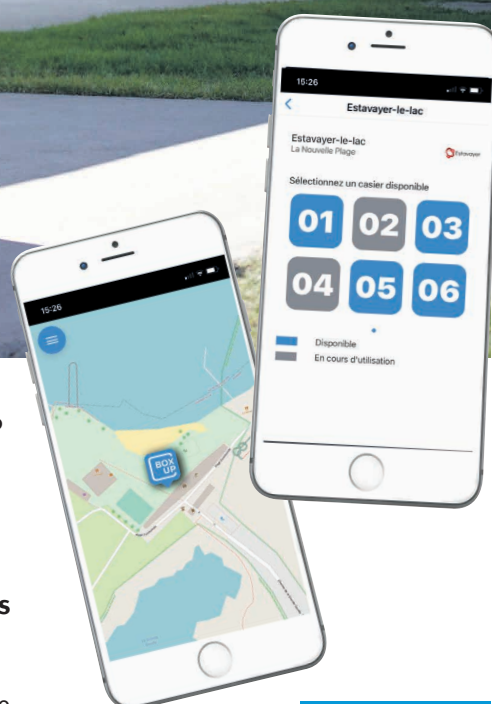 15:26
Estavayer-le-lac
Estavayer-le-lac
La Nouvelle Plage
Estavayer
Sélectionnez un casier disponible
01 02 03
04 05 06
Disponible
En cours d'utilisation
15:26
BOX
UP
s
e